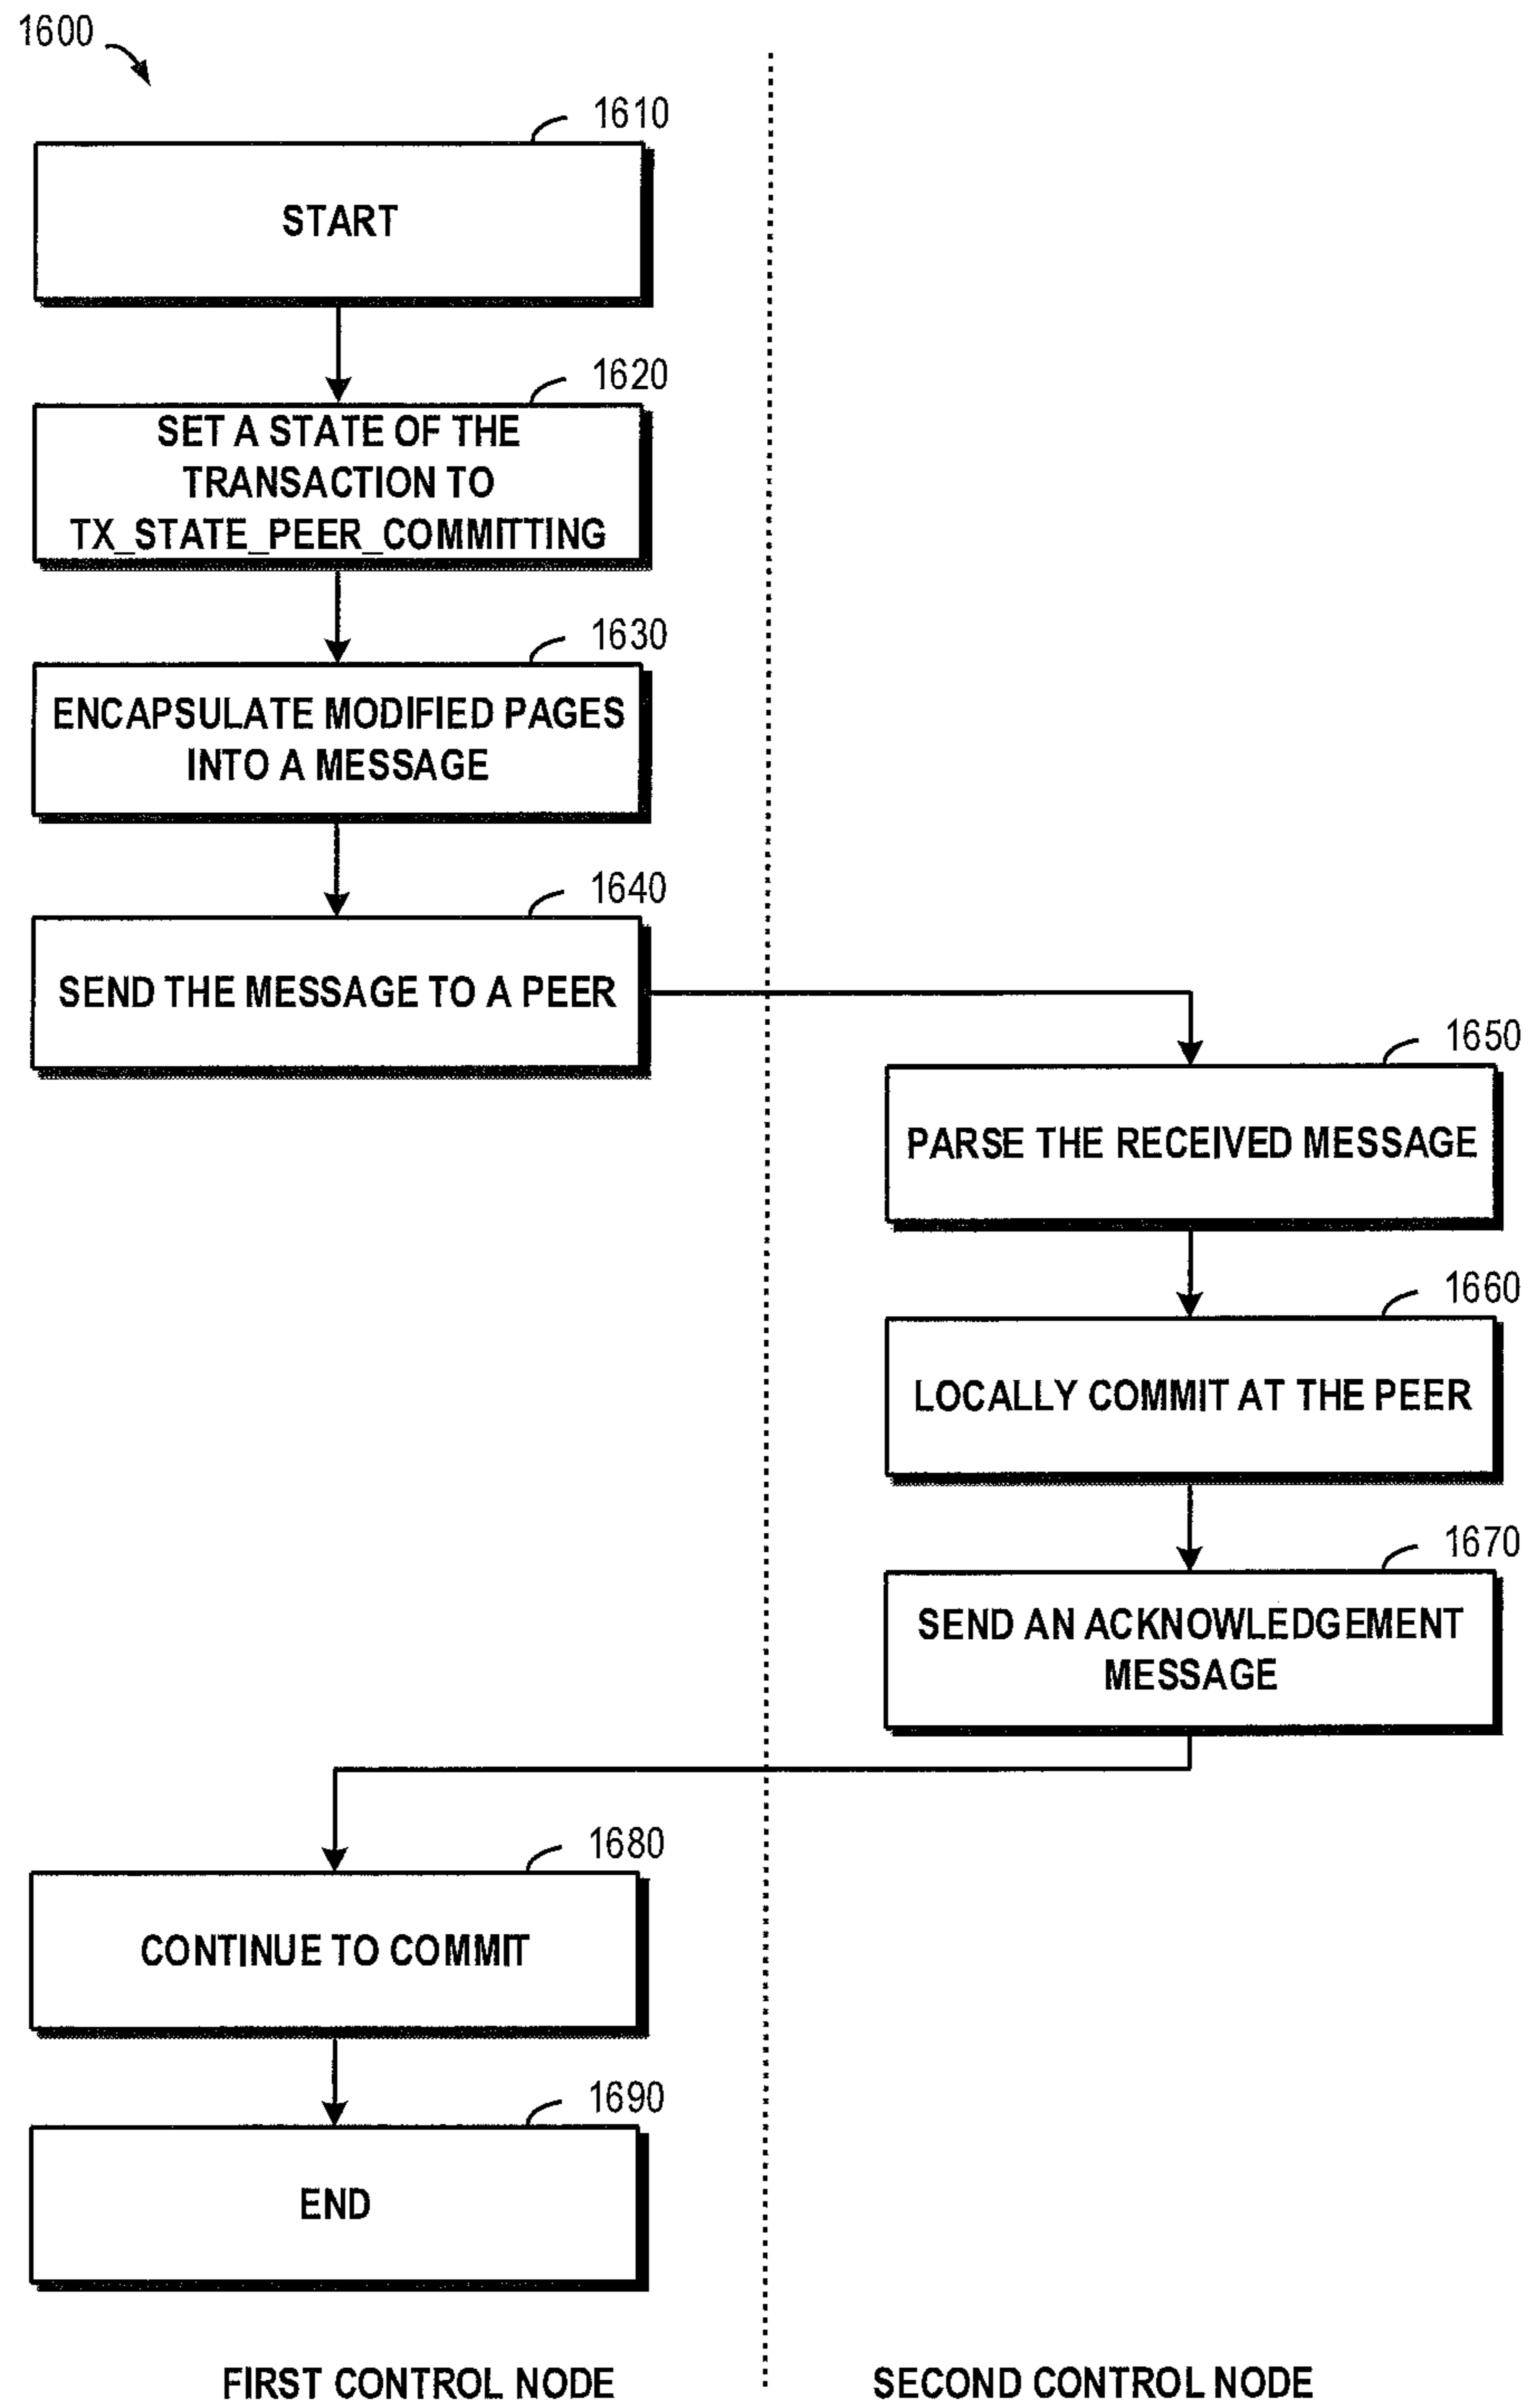 1600
1610
START
1620
SET A STATE OF THE
TRANSACTION TO
TX_STATE_PEER_COMMITTING
1630
ENCAPSULATE MODIFIED PAGES
INTO A MESSAGE
1640
SEND THE MESSAGE TO A PEER
1650
PARSE THE RECEIVED MESSAGE
1660
LOCALLY COMMIT AT THE PEER
1670
SEND AN ACKNOWLEDGEMENT
MESSAGE
1680
CONTINUE TO COMMIT
1690
END
FIRST CONTROL NODE
SECOND CONTROL NODE